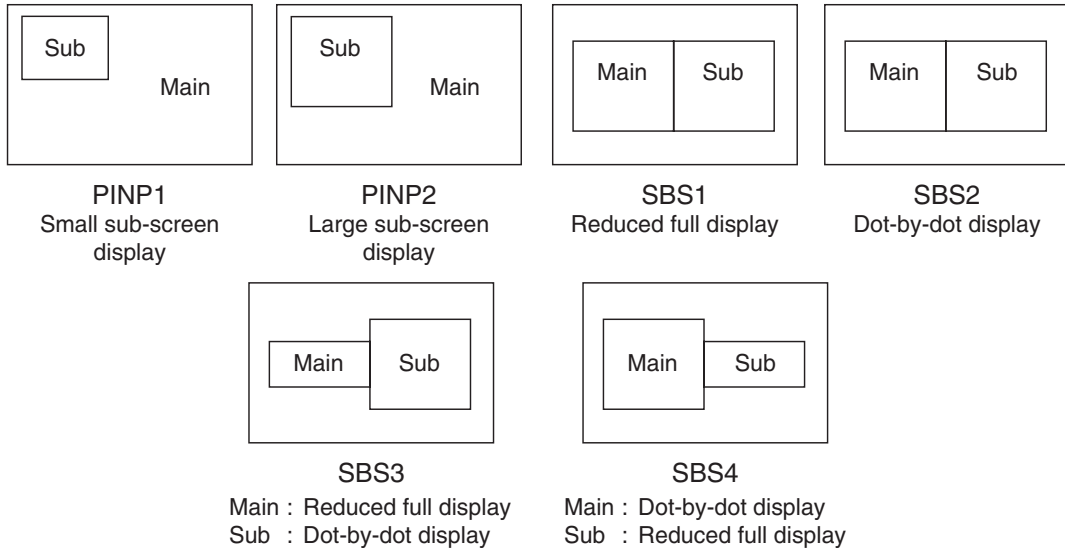 Sub
Main
Sub
Main
Main Sub
Main Sub
PINP1
Small sub-screen
display
PINP2
Large sub-screen
display
SBS1
Reduced full display
SBS2
Dot-by-dot display
Main Sub
Main Sub
SBS3
Main : Reduced full display
Sub : Dot-by-dot display
SBS4
Main : Dot-by-dot display
Sub : Reduced full display